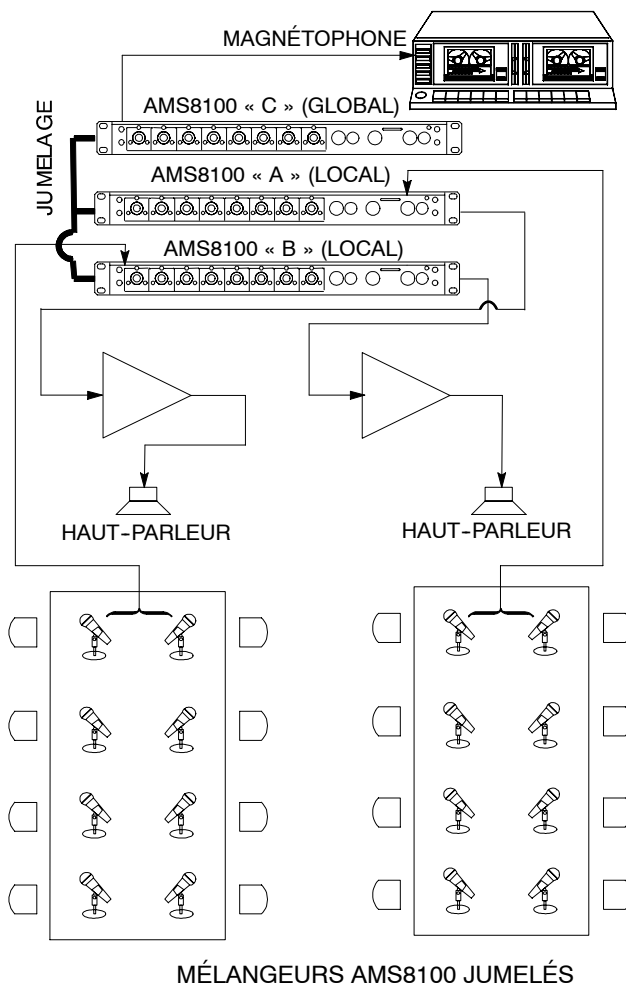 MAGNÉTOPHONE
AMS8100 « C » (GLOBAL)
JUMELAGE
AMS8100 « A » (LOCAL)
AMS8100 « B » (LOCAL)
HAUT-PARLEUR
HAUT-PARLEUR
MÉLANGEURS AMS8100 JUMELÉS